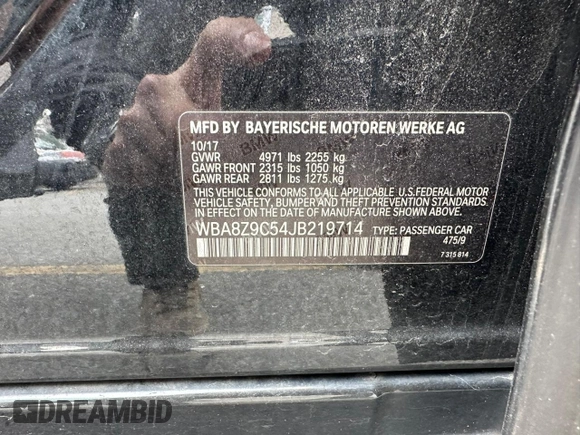 MFD BY BAYERISCHE MOTOREN WERKE AG
10/17
GVWR 4971 lbs 2255 kg
GAWR FRONT 2315 lbs 1050 kg
GAWR REAR 2811 lbs 1275 kg
THIS VEHICLE CONFORMS TO ALL APPLICABLE U.S.FEDERAL MOTOR
VEHICLE SAFETY, BUMPER AND THEFT PREVENTION STANDARDS
IN EFFECT ON THE DATE OF MANUFACTURE SHOWN ABOVE.
WBA8Z9C54JB219714 TYPE: PASSENGER CAR
475/9
7 315 814
DREAMBID